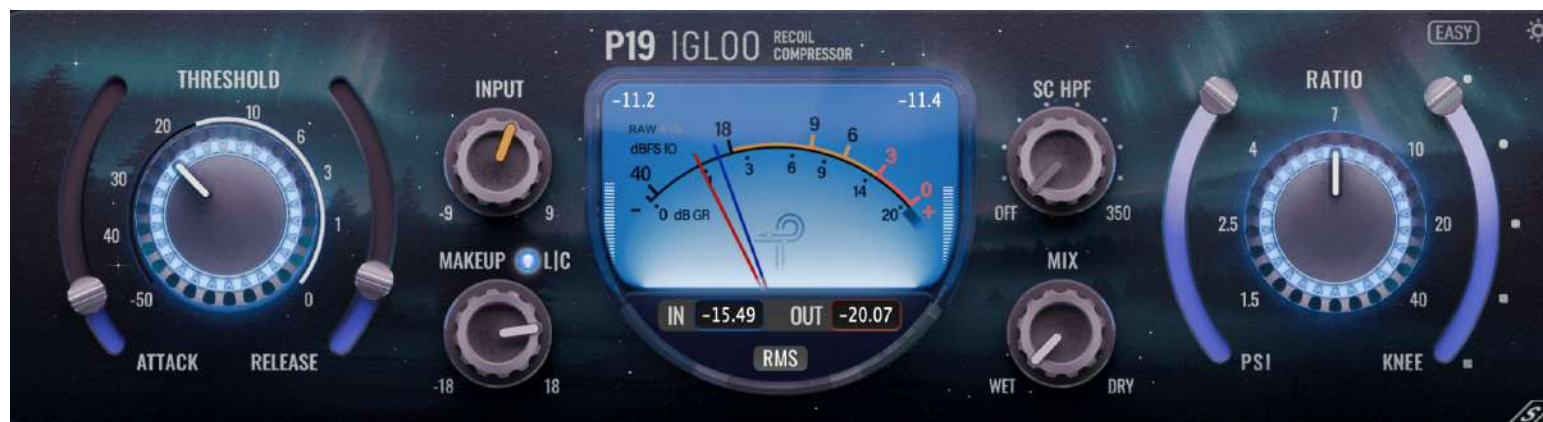 P19 IGLOO RECOIL
COMPRESSOR
EASY
THRESHOLD
-50
40
30
20
10
6
3
1
0
ATTACK
RELEASE
INPUT
-9 9
MAKEUP L|C
-18 18
-11.2 -11.4
RAW
dBFS IO
- 40 18 9 6 3 0 +
0 dB GR
1 3 6 9 14 20
IN -15.49 OUT -20.07
RMS
SC HPF
OFF 350
MIX
WET DRY
RATIO
1.5
2.5
4
7
10
20
40
PSI
KNEE